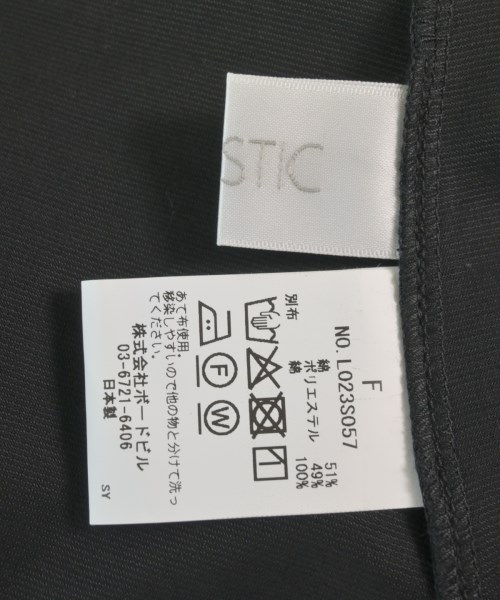 STIC
F
NO. L023S057
綿 51%
ポリエステル 49%
別布 綿 100%
F
W
あて布使用
移染しやすいので他の物と分けて洗っ
てください。
株式会社ボードビル
03-6721-6406
日本製
SY